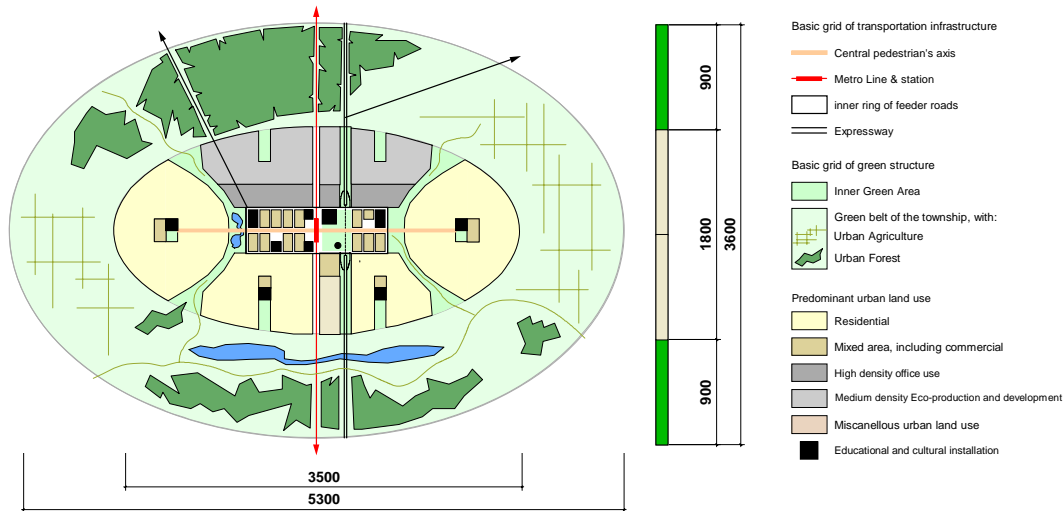 Basic grid of transportation infrastructure
Central pedestrian's axis
Metro Line & station
inner ring of feeder roads
Expressway
Basic grid of green structure
Inner Green Area
Green belt of the township, with:
Urban Agriculture
Urban Forest
Predominant urban land use
Residential
Mixed area, including commercial
High density office use
Medium density Eco-production and development
Miscanellous urban land use
Educational and cultural installation
900
1800
3600
900
3500
5300